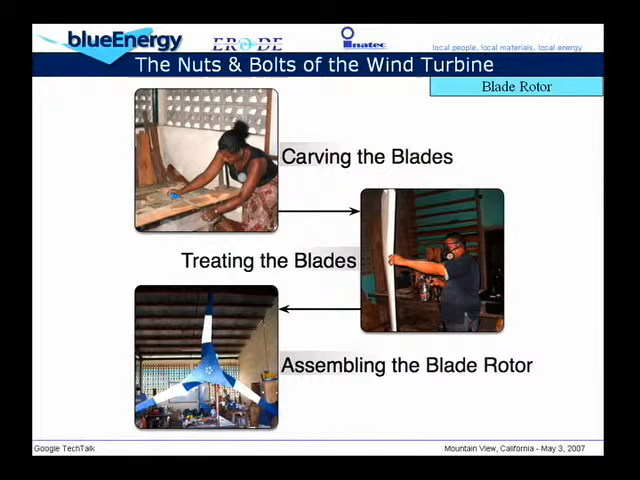 blueEnergy
ERODE
inatec
local people, local materials, local energy
The Nuts & Bolts of the Wind Turbine
Blade Rotor
Carving the Blades
Treating the Blades
Assembling the Blade Rotor
Google TechTalk
Mountain View, California - May 3, 2007